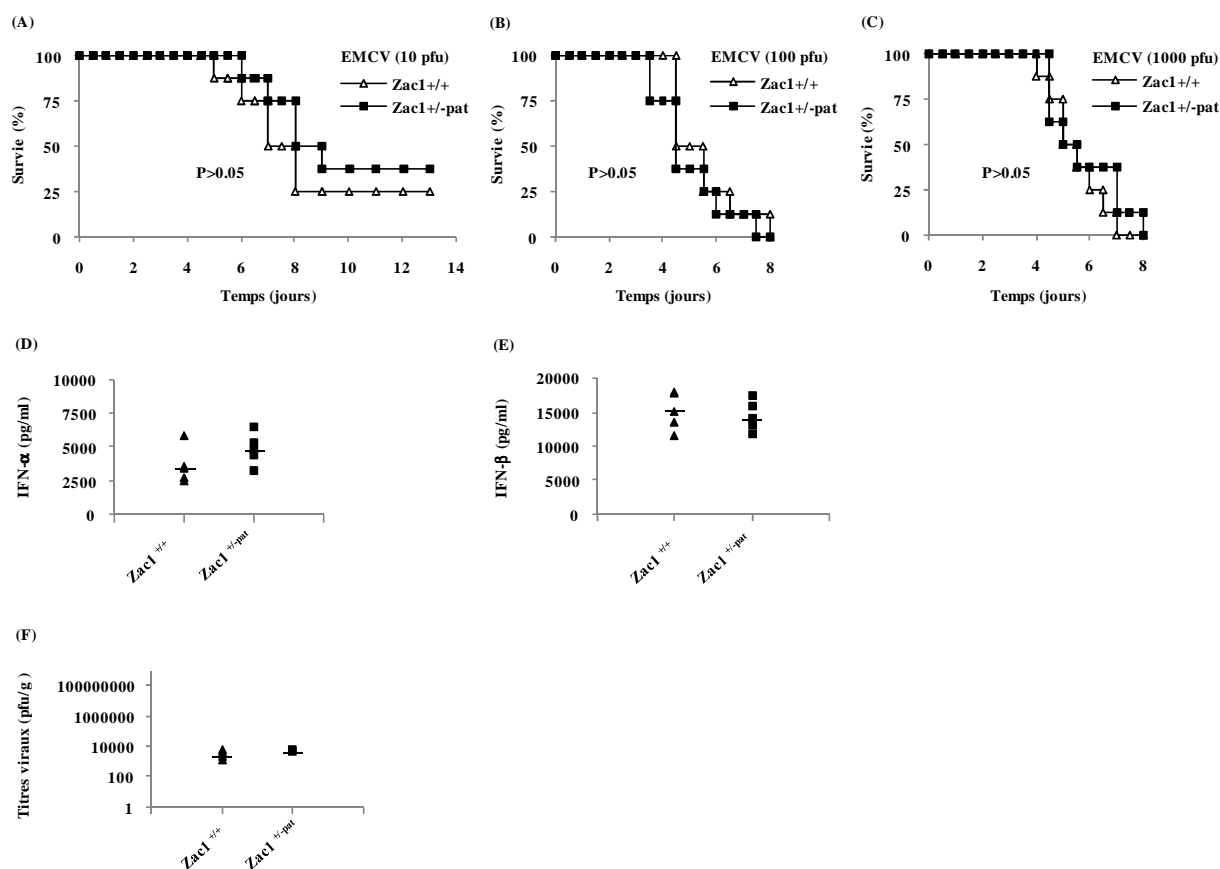 (A)
EMCV (10 pfu)
Zac1+/+
Zac1+/-pat
100
75
50
25
0
Survie (%)
P>0.05
0 2 4 6 8 10 12 14
Temps (jours)
(B)
EMCV (100 pfu)
Zac1+/+
Zac1+/-pat
100
75
50
25
0
Survie (%)
P>0.05
0 2 4 6 8
Temps (jours)
(C)
EMCV (1000 pfu)
Zac1+/+
Zac1+/-pat
100
75
50
25
0
Survie (%)
P>0.05
0 2 4 6 8
Temps (jours)
(D)
10000
7500
5000
2500
0
IFN-α (pg/ml)
Zac1 +/+
Zac1 +/-pat
(E)
20000
15000
10000
5000
0
IFN-β (pg/ml)
Zac1 +/+
Zac1 +/-pat
(F)
100000000
1000000
10000
100
1
Titres viraux (pfu/g )
Zac1 +/+
Zac1 +/-pat